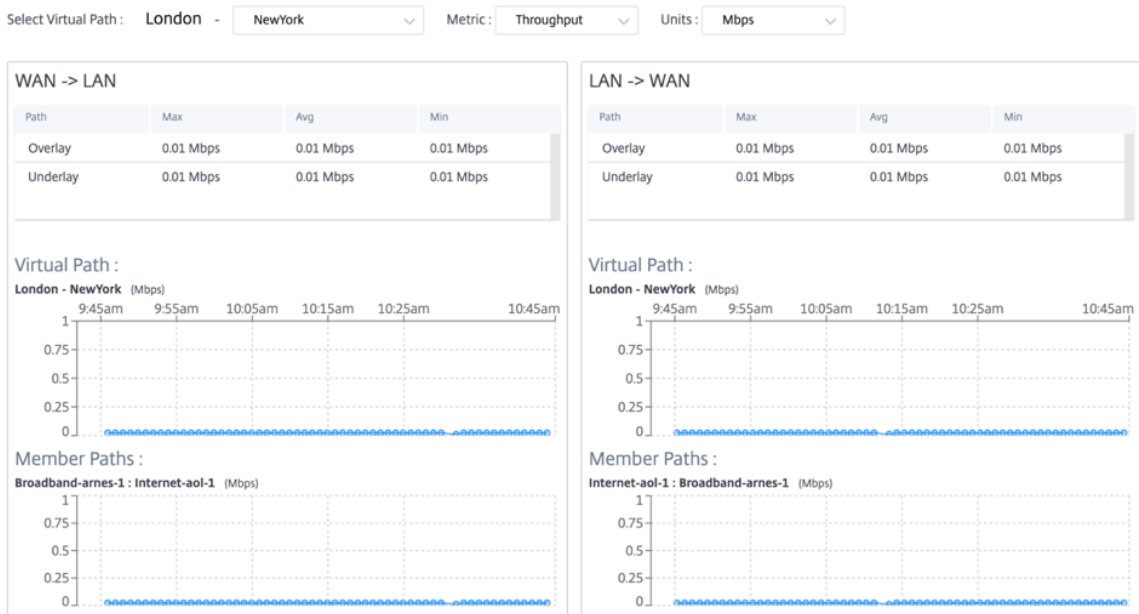 Select Virtual Path : London - NewYork Metric : Throughput Units : Mbps
WAN -> LAN
Path Max Avg Min
Overlay 0.01 Mbps 0.01 Mbps 0.01 Mbps
Underlay 0.01 Mbps 0.01 Mbps 0.01 Mbps
Virtual Path :
London - NewYork (Mbps)
9:45am 9:55am 10:05am 10:15am 10:25am 10:45am
1
0.75
0.5
0.25
0
Member Paths :
Broadband-arnes-1 : Internet-aol-1 (Mbps)
1
0.75
0.5
0.25
0
LAN -> WAN
Path Max Avg Min
Overlay 0.01 Mbps 0.01 Mbps 0.01 Mbps
Underlay 0.01 Mbps 0.01 Mbps 0.01 Mbps
Virtual Path :
London - NewYork (Mbps)
9:45am 9:55am 10:05am 10:15am 10:25am 10:45am
1
0.75
0.5
0.25
0
Member Paths :
Internet-aol-1 : Broadband-arnes-1 (Mbps)
1
0.75
0.5
0.25
0